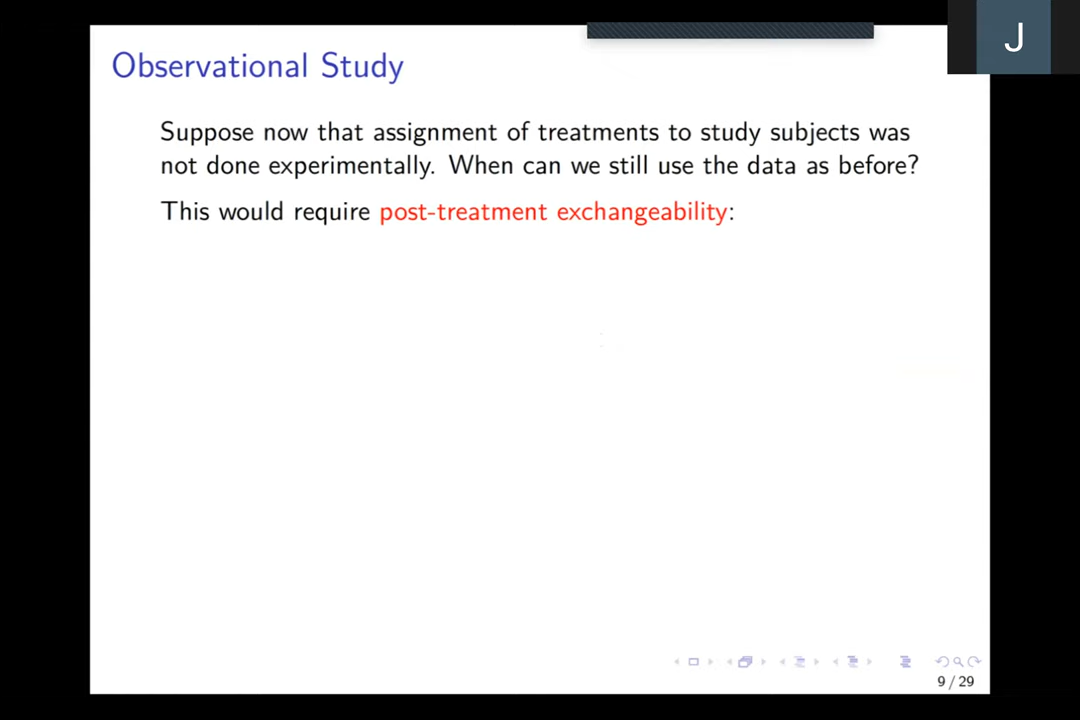 J
Observational Study
Suppose now that assignment of treatments to study subjects was
not done experimentally. When can we still use the data as before?
This would require post-treatment exchangeability:
9 / 29